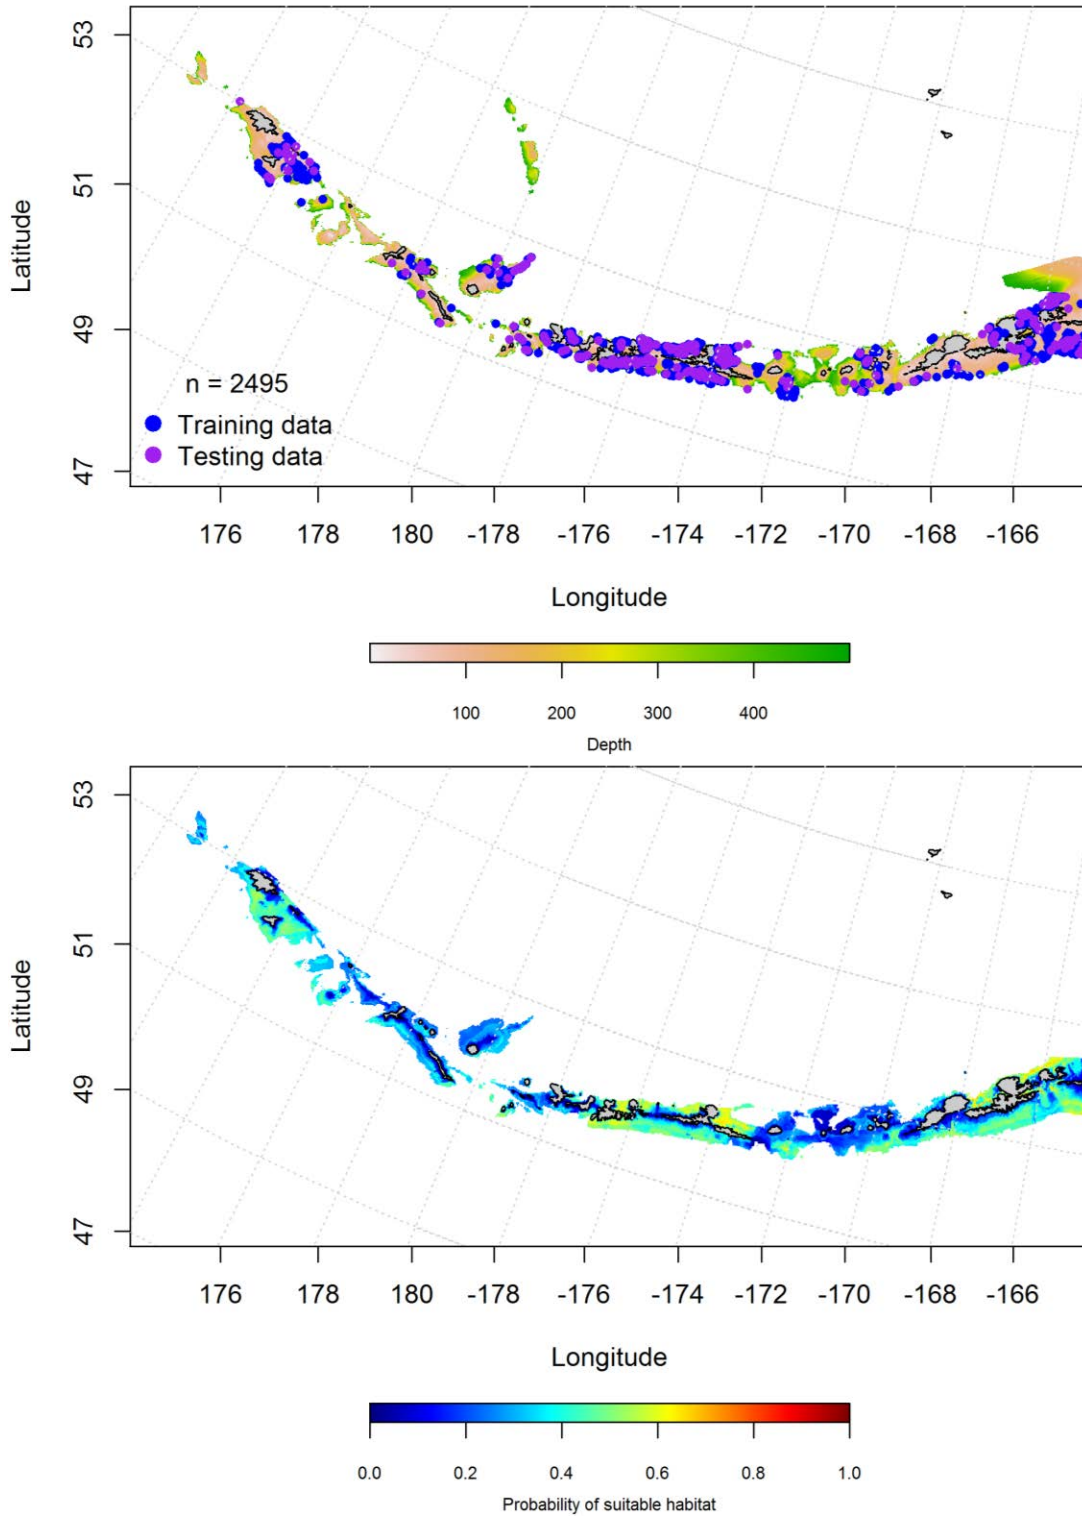 53
51
49
47
Latitude
n = 2495
Training data
Testing data
176 178 180 -178 -176 -174 -172 -170 -168 -166
Longitude
100 200 300 400
Depth
53
51
49
47
Latitude
176 178 180 -178 -176 -174 -172 -170 -168 -166
Longitude
0.0 0.2 0.4 0.6 0.8 1.0
Probability of suitable habitat